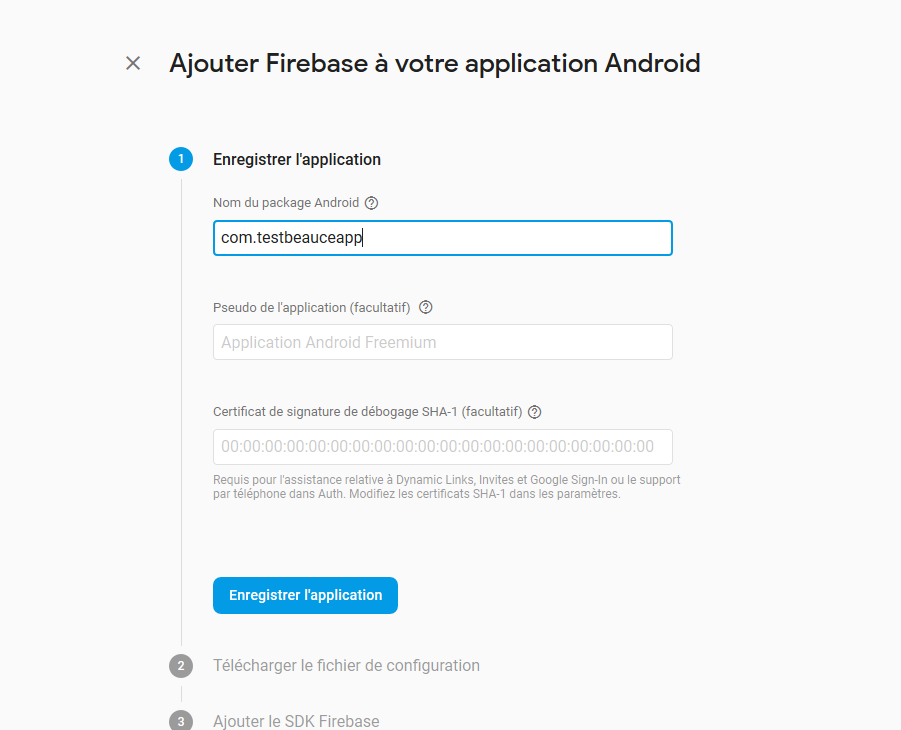 Ajouter Firebase à votre application Android
1
Enregistrer l'application
Nom du package Android
com.testbeauceapp
Pseudo de l'application (facultatif)
Application Android Freemium
Certificat de signature de débogage SHA-1 (facultatif)
00:00:00:00:00:00:00:00:00:00:00:00:00:00:00:00:00:00:00:00
Requis pour l'assistance relative à Dynamic Links, Invites et Google Sign-In ou le support
par téléphone dans Auth. Modifiez les certificats SHA-1 dans les paramètres.
Enregistrer l'application
2
Télécharger le fichier de configuration
3
Ajouter le SDK Firebase